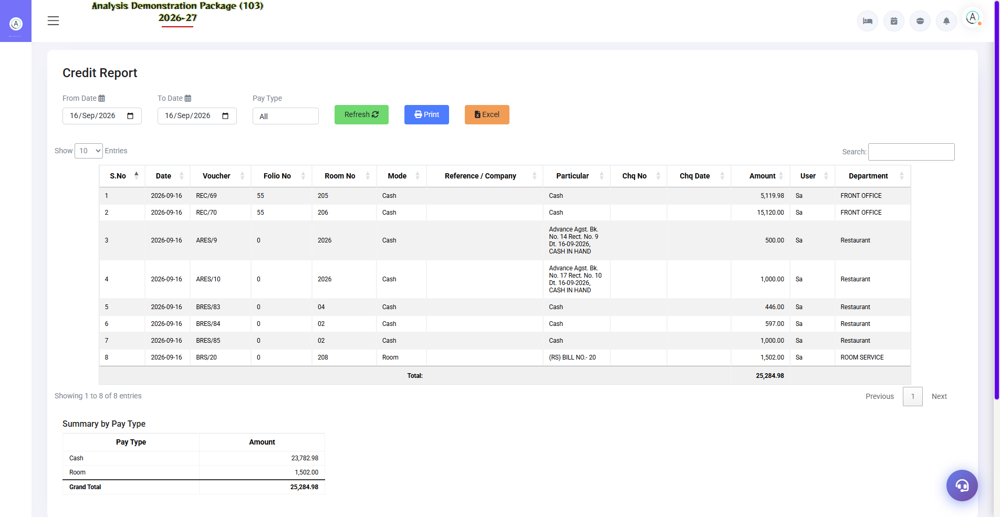 Analysis Demonstration Package (103)
2026-27
Credit Report
From Date To Date Pay Type
16/Sep/2026 16/Sep/2026 All Refresh Print Excel
Show 10 Entries Search:
S.No Date Voucher Folio No Room No Mode Reference / Company Particular Chq No Chq Date Amount User Department
1 2026-09-16 REC/69 55 205 Cash Cash 5,119.98 Sa FRONT OFFICE
2 2026-09-16 REC/70 55 206 Cash Cash 15,120.00 Sa FRONT OFFICE
Advance Agst. Bk.
No. 14 Rect. No. 9
3 2026-09-16 ARES/9 0 2026 Cash 500.00 Sa Restaurant
Dt. 16-09-2026,
CASH IN HAND
Advance Agst. Bk.
No. 17 Rect. No. 10
4 2026-09-16 ARES/10 0 2026 Cash 1,000.00 Sa Restaurant
Dt. 16-09-2026,
CASH IN HAND
5 2026-09-16 BRES/83 0 04 Cash Cash 446.00 Sa Restaurant
6 2026-09-16 BRES/84 0 02 Cash Cash 597.00 Sa Restaurant
7 2026-09-16 BRES/85 0 02 Cash Cash 1,000.00 Sa Restaurant
8 2026-09-16 BRS/20 0 208 Room (RS) BILL NO.- 20 1,502.00 Sa ROOM SERVICE
Total: 25,284.98
Showing 1 to 8 of 8 entries Previous 1 Next
Summary by Pay Type
Pay Type Amount
Cash 23,782.98
Room 1,502.00
Grand Total 25,284.98